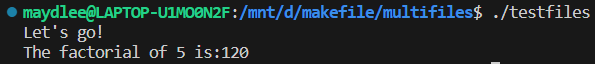 maydlee@LAPTOP-U1MO0N2F:/mnt/d/makefile/multifiles$ ./testfiles
Let's go!
The factorial of 5 is:120